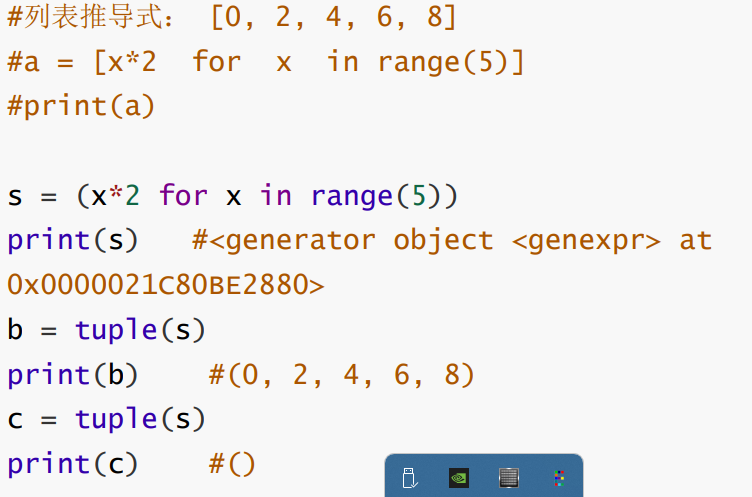 #列表推导式： [0, 2, 4, 6, 8]
#a = [x*2  for  x  in range(5)]
#print(a)
s = (x*2 for x in range(5))
print(s)   #<generator object <genexpr> at
0x0000021C80BE2880>
b = tuple(s)
print(b)    #(0, 2, 4, 6, 8)
c = tuple(s)
print(c)    #()